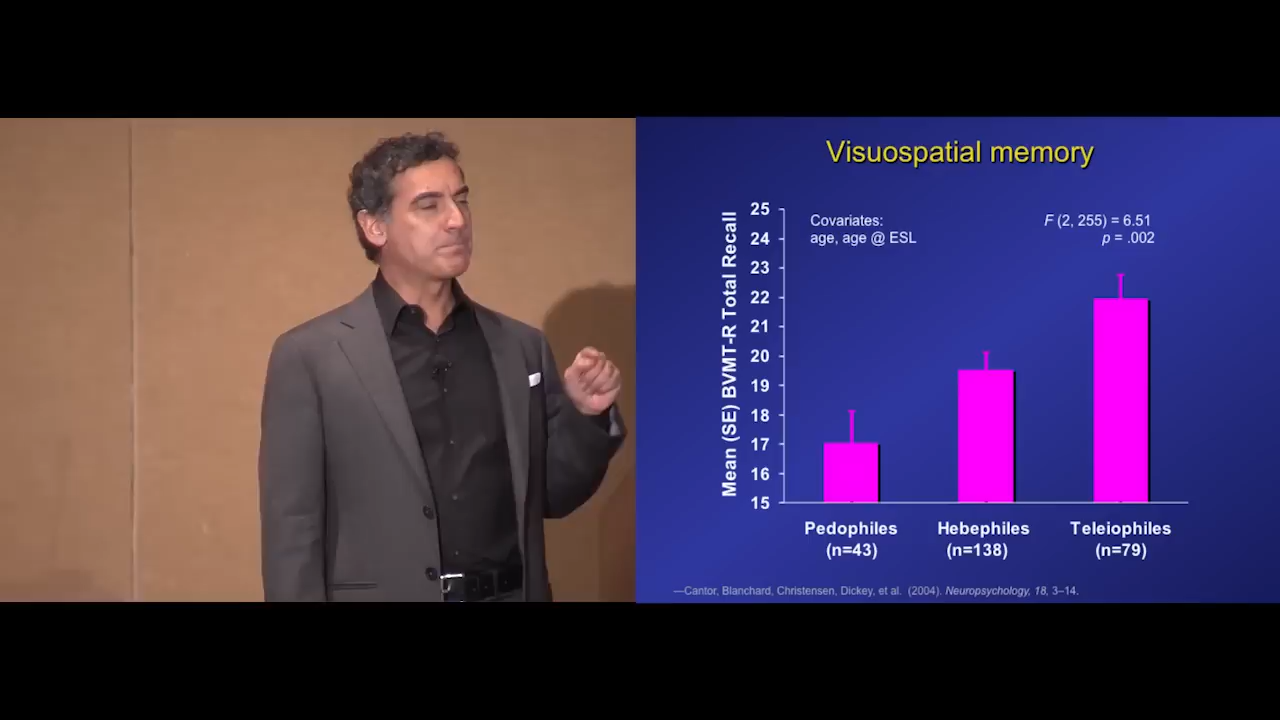 Visuospatial memory
Mean (SE) BVMT-R Total Recall
25
24
23
22
21
20
19
18
17
16
15
Covariates:
age, age @ ESL
F (2, 255) = 6.51
p = .002
Pedophiles
(n=43)
Hebephiles
(n=138)
Teleiophiles
(n=79)
—Cantor, Blanchard, Christensen, Dickey, et al. (2004). Neuropsychology, 18, 3–14.